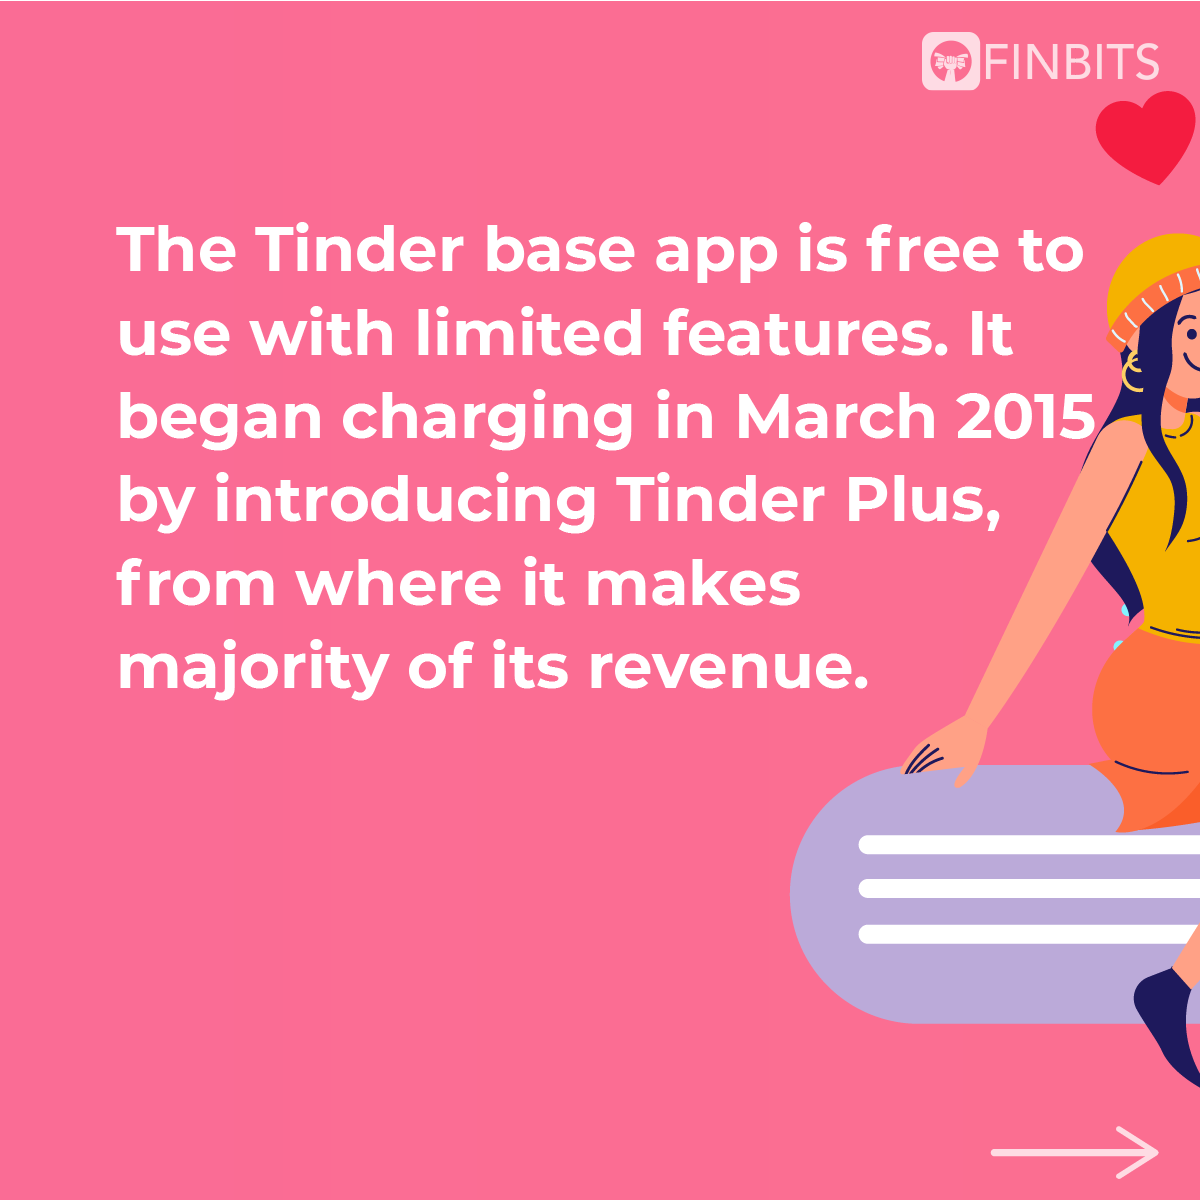 FINBITS
The Tinder base app is free to
use with limited features. It
began charging in March 2015
by introducing Tinder Plus,
from where it makes
majority of its revenue.